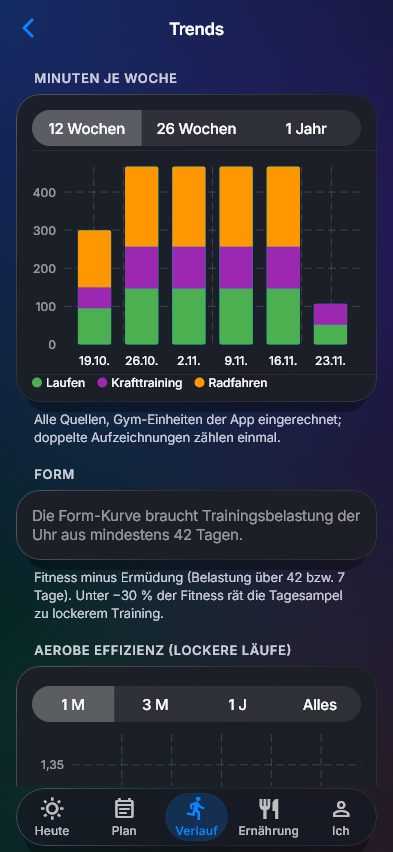 Trends
MINUTEN JE WOCHE
12 Wochen 26 Wochen 1 Jahr
400
300
200
100
0
19.10. 26.10. 2.11. 9.11. 16.11. 23.11.
Laufen Krafttraining Radfahren
Alle Quellen, Gym-Einheiten der App eingerechnet;
doppelte Aufzeichnungen zählen einmal.
FORM
Die Form-Kurve braucht Trainingsbelastung der
Uhr aus mindestens 42 Tagen.
Fitness minus Ermüdung (Belastung über 42 bzw. 7
Tage). Unter −30 % der Fitness rät die Tagesampel
zu lockerem Training.
AEROBE EFFIZIENZ (LOCKERE LÄUFE)
1 M 3 M 1 J Alles
1,35
Heute Plan Verlauf Ernährung Ich